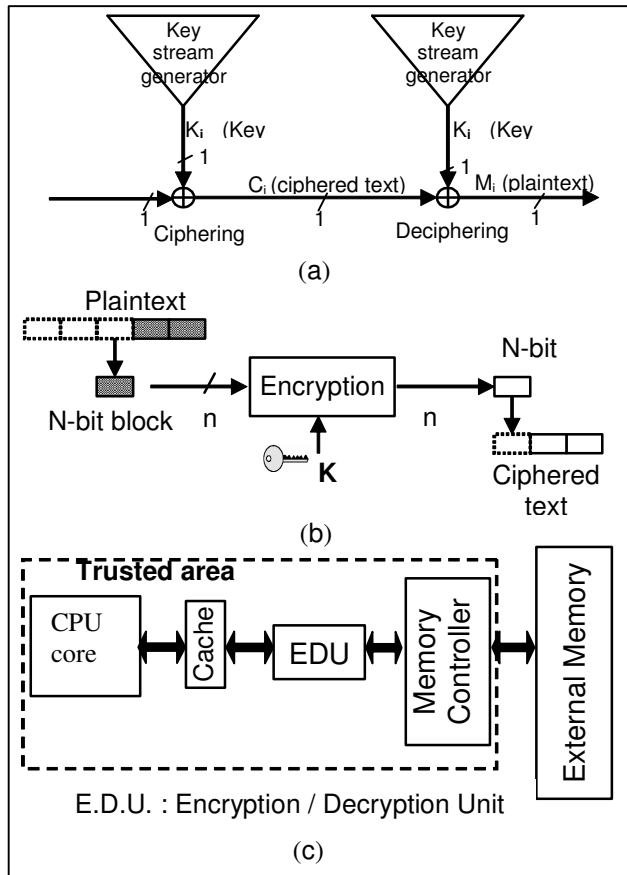 Key
stream
generator
Key
stream
generator
Ki (Key
Ki (Key
1
1
Ci (ciphered text)
Mi (plaintext)
1
1
1
Ciphering
Deciphering
(a)
Plaintext
N-bit block
n
Encryption
n
N-bit
K
Ciphered
text
(b)
Trusted area
CPU
core
Cache
EDU
Memory
Controller
External Memory
E.D.U. : Encryption / Decryption Unit
(c)